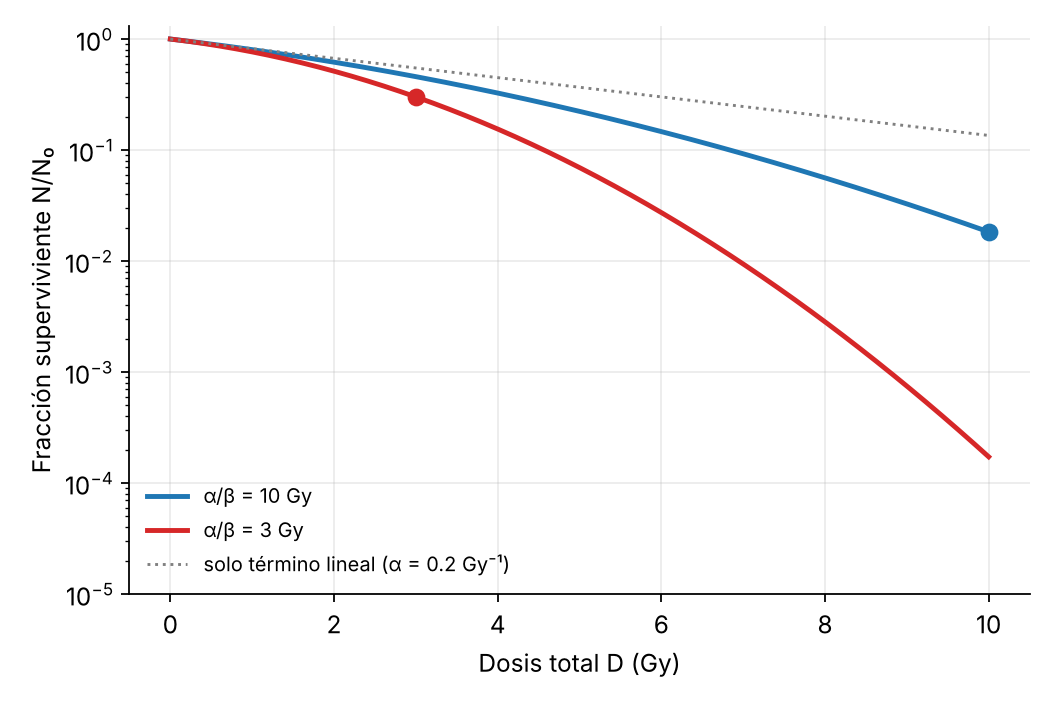 Fracción superviviente N/N₀
10⁰
10⁻¹
10⁻²
10⁻³
10⁻⁴
10⁻⁵
α/β = 10 Gy
α/β = 3 Gy
solo término lineal (α = 0.2 Gy⁻¹)
0 2 4 6 8 10
Dosis total D (Gy)